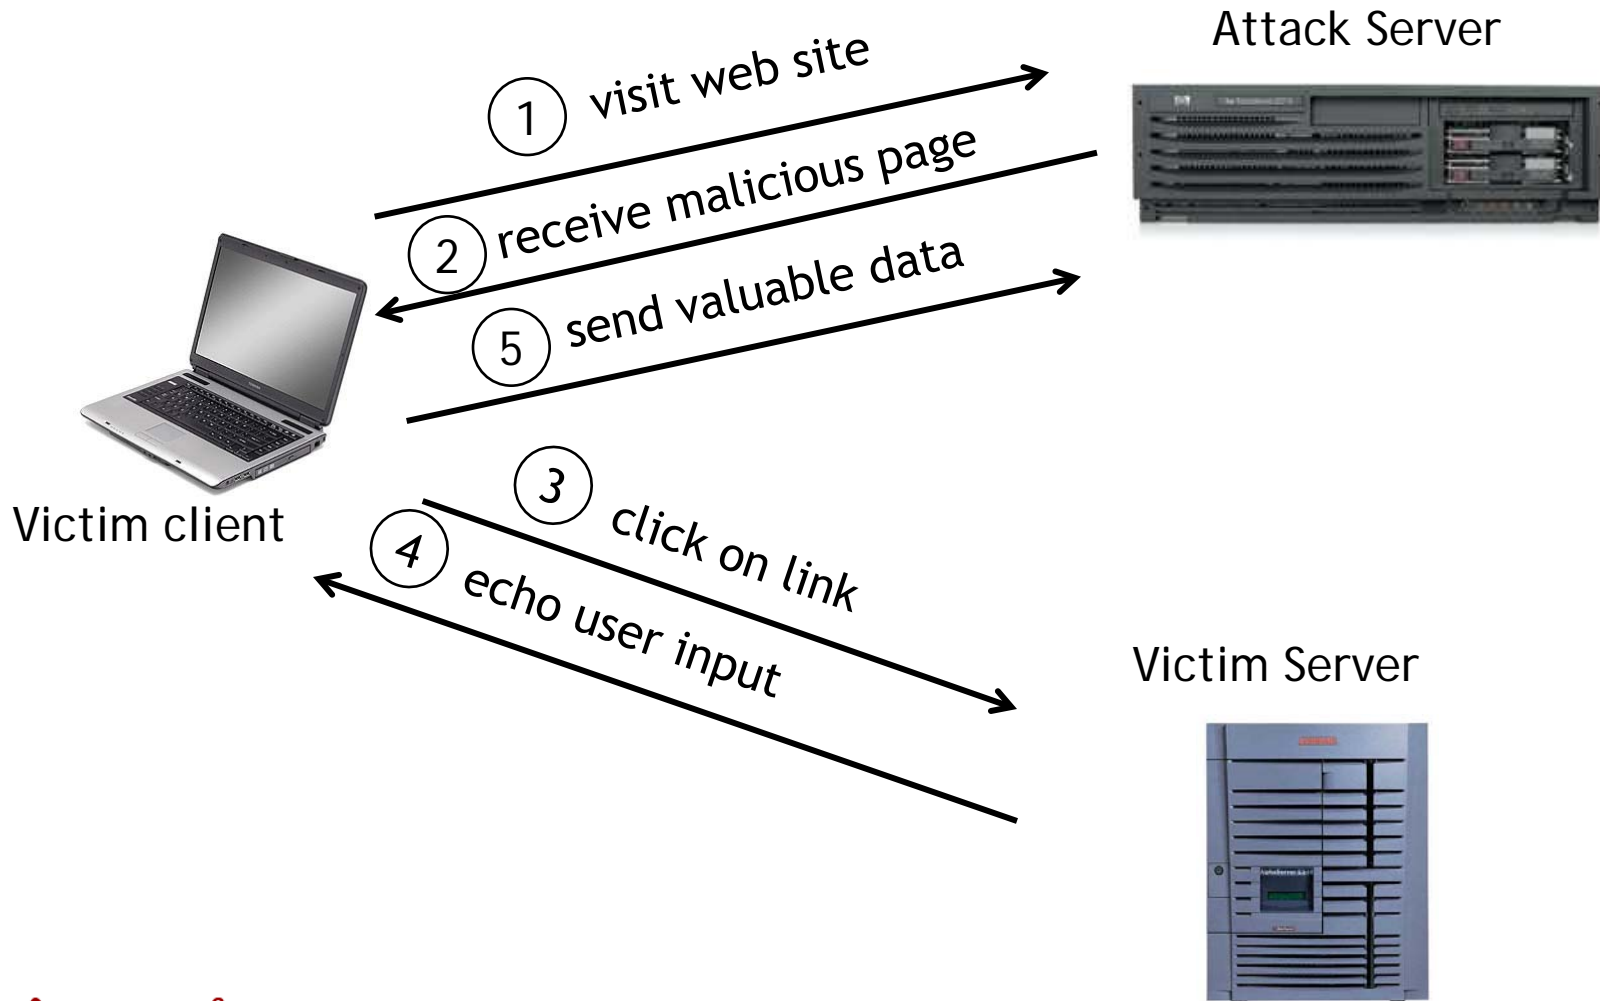 Attack Server
1 visit web site
2 receive malicious page
5 send valuable data
Victim client
3 click on link
4 echo user input
Victim Server